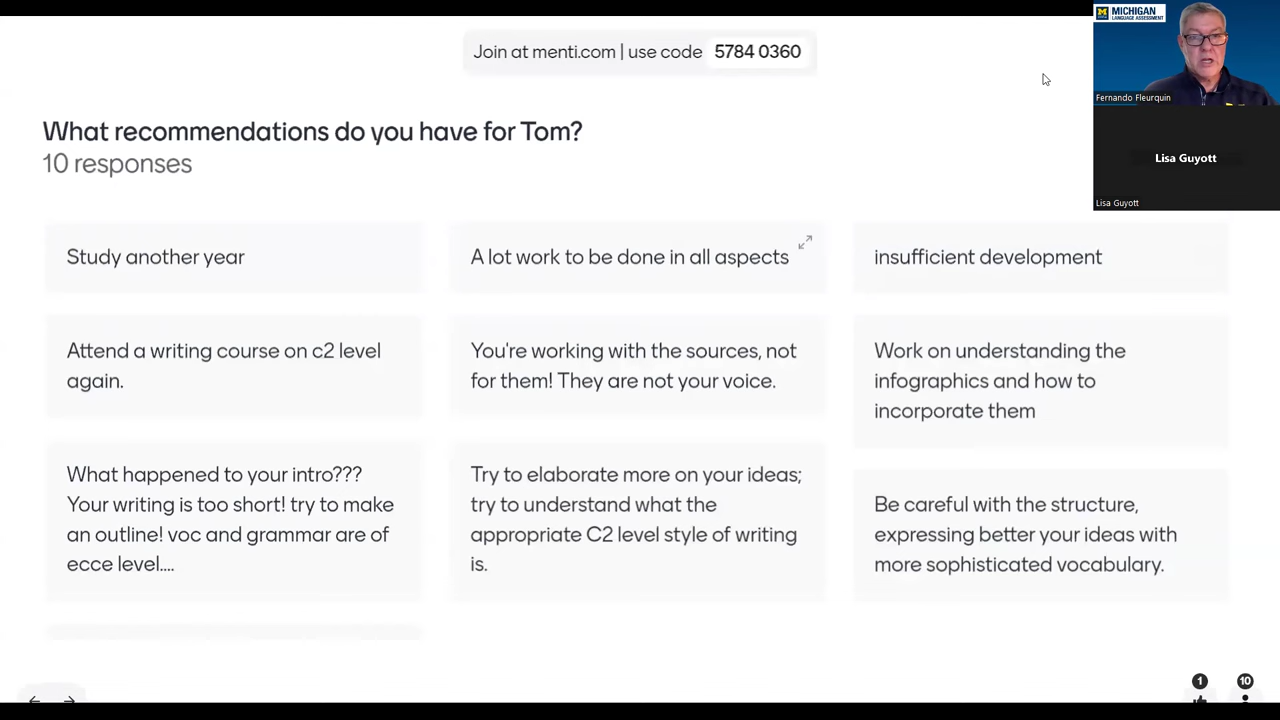 Join at menti.com | use code 5784 0360
MICHIGAN
LANGUAGE ASSESSMENT
Fernando Fleurquin
Lisa Guyott
Lisa Guyott
What recommendations do you have for Tom?
10 responses
Study another year
A lot work to be done in all aspects
insufficient development
Attend a writing course on c2 level
again.
You're working with the sources, not
for them! They are not your voice.
Work on understanding the
infographics and how to
incorporate them
What happened to your intro???
Your writing is too short! try to make
an outline! voc and grammar are of
ecce level....
Try to elaborate more on your ideas;
try to understand what the
appropriate C2 level style of writing
is.
Be careful with the structure,
expressing better your ideas with
more sophisticated vocabulary.
1
10